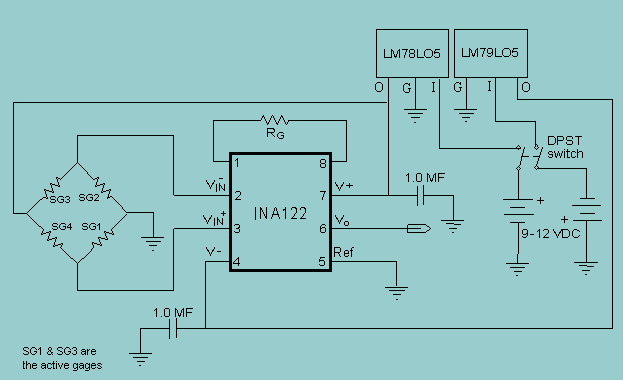 LM78LO5 LM79LO5
O G I G I O
RG
DPST
switch
1 8
SG3 SG2
VIN- 2 7 V+
1.0 MF
INA122
SG4 SG1
VIN+ 3 6 Vo
+ +
9-12 VDC
V- 4 5 Ref
1.0 MF
SG1 & SG3 are
the active gages